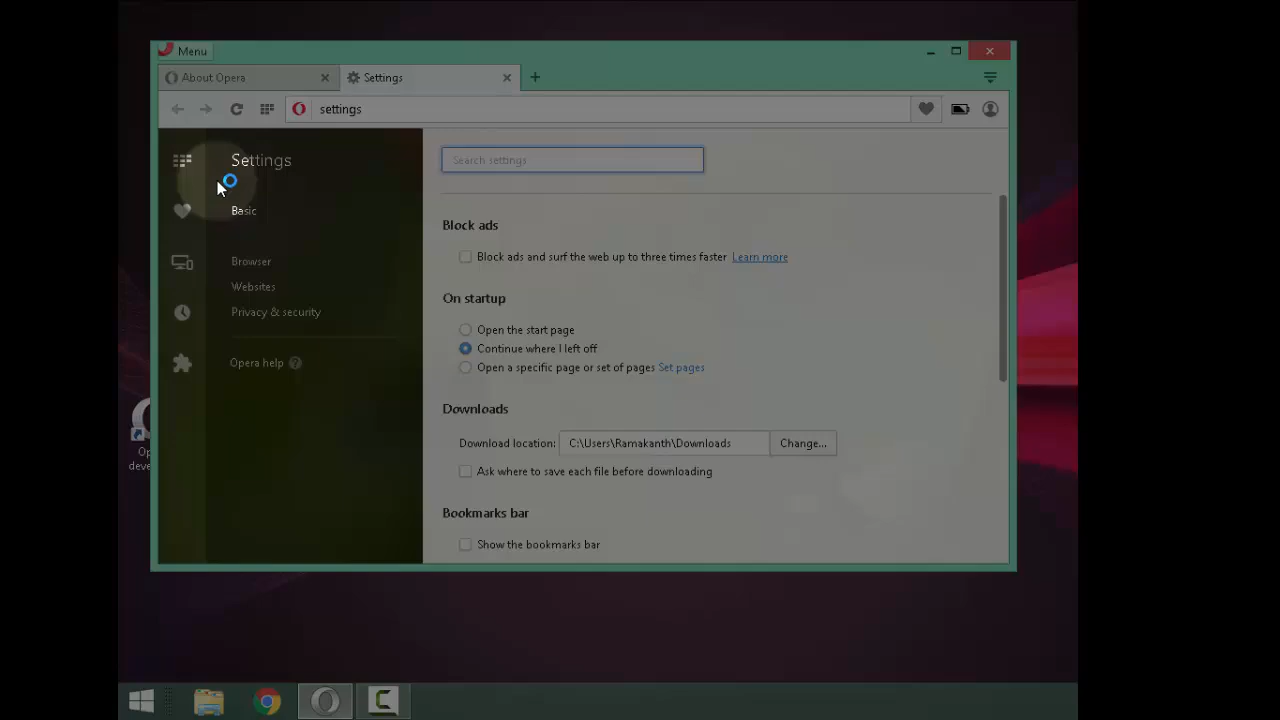 Menu
About Opera
Settings
settings
Settings
Search settings
Basic
Block ads
Block ads and surf the web up to three times faster Learn more
Browser
Websites
On startup
Privacy & security
Open the start page
Continue where I left off
Opera help ?
Open a specific page or set of pages Set pages
Downloads
Download location: C:\Users\Ramakanth\Downloads Change...
Ask where to save each file before downloading
Op
deve
Bookmarks bar
Show the bookmarks bar